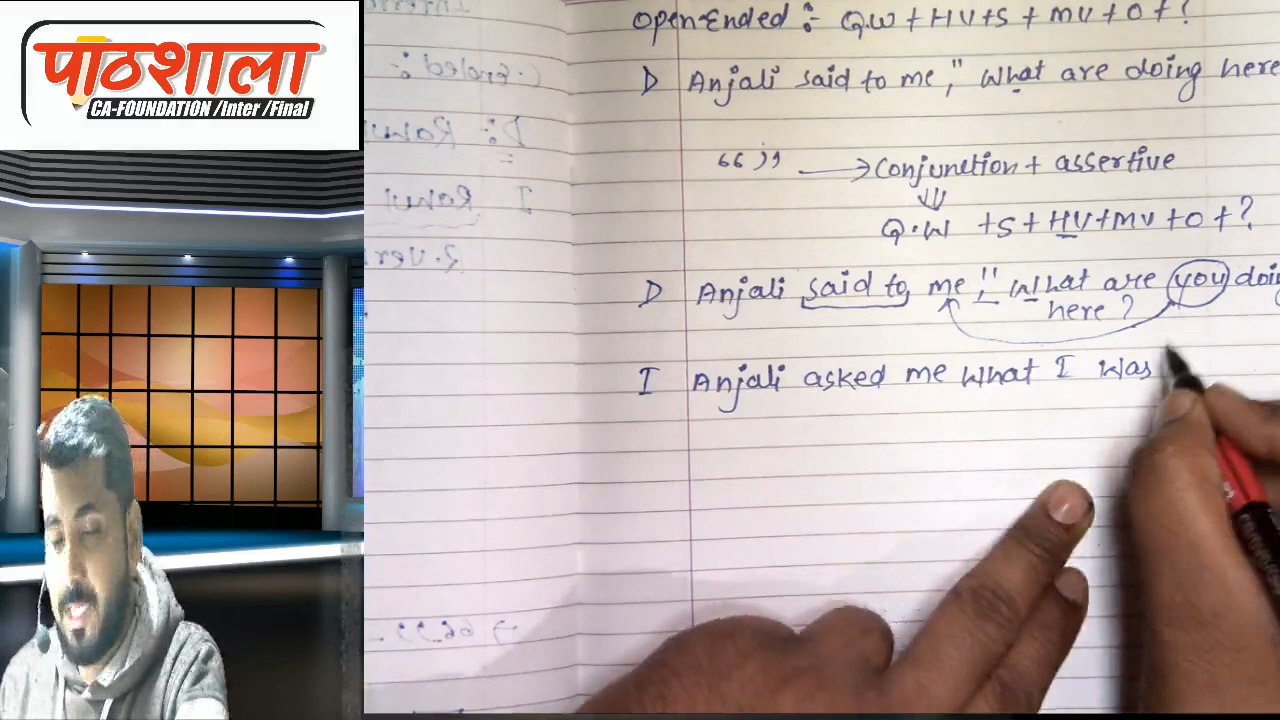 पाठशाला
CA-FOUNDATION /Inter /Final
Open-Ended :- Q.W + HV + S + MV + O + ?
D Anjali said to me, " What are doing here
" " → Conjunction + assertive
Q.W + S + HV + MV + O + ?
D Anjali said to me ," What are you doing
here ?
I Anjali asked me what I was